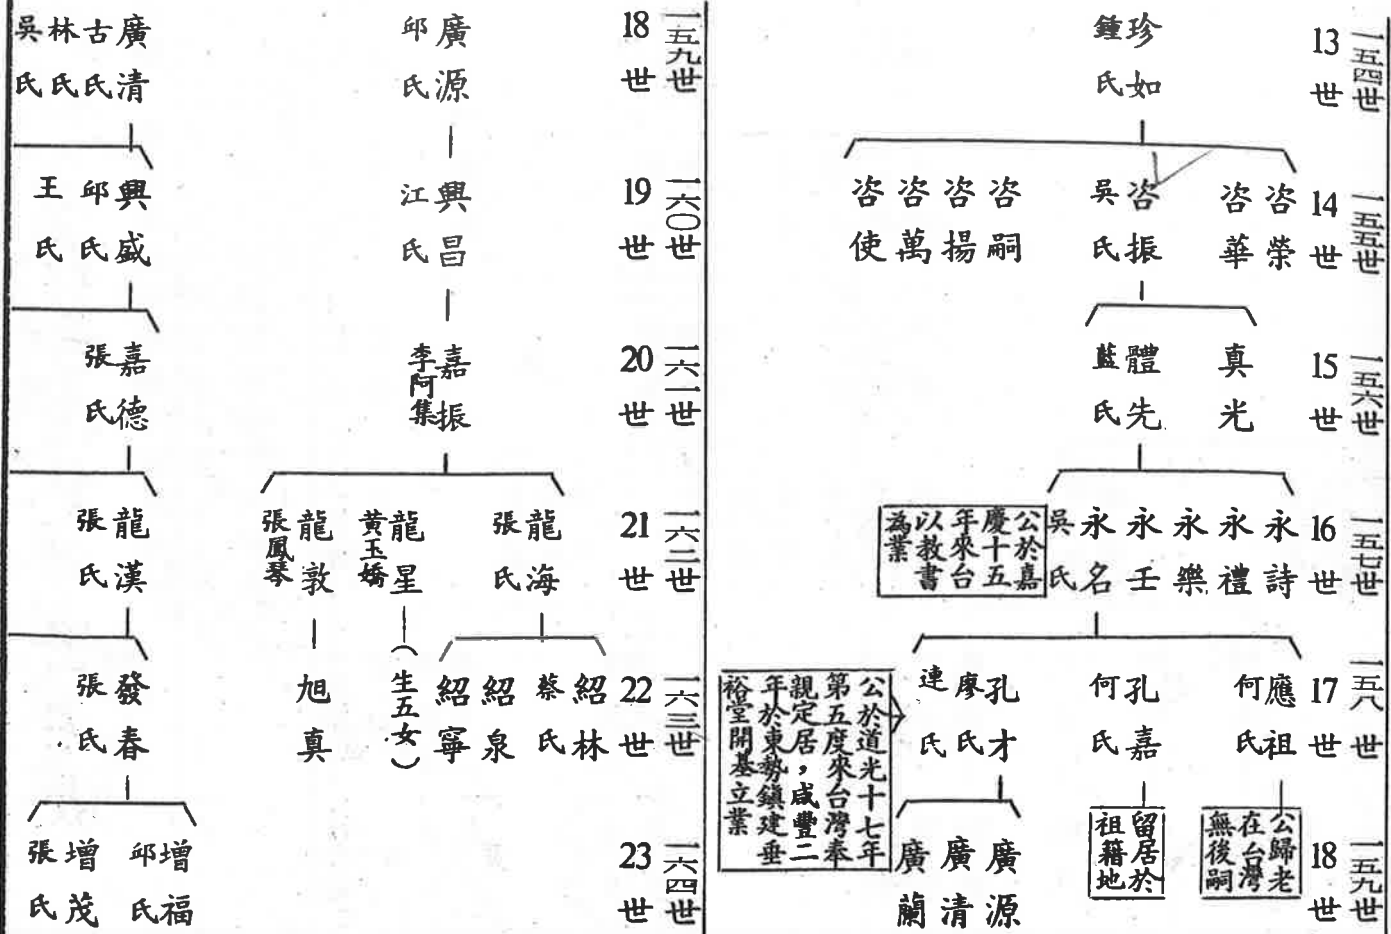 一五四世
13世
珍如
鍾氏
一五五世
14世
咨榮
咨華
咨振
吳氏
咨嗣
咨揚
咨萬
咨使
一五六世
15世
真光
體先
藍氏
一五七世
16世
永詩
永禮
永樂
永壬
永名
吳氏
公於嘉
慶十五
年來台
以教書
為業
一五八世
17世
應祖
何氏
孔嘉
何氏
孔才
廖氏
連氏
公於道光十七年
第五度來台灣奉
親定居，咸豐二
年於東勢鎮建垂
裕堂開基立業
一五九世
18世
公歸老
在台灣
無後嗣
留居於
祖籍地
廣源
廣清
廣蘭
一五九世
18世
廣源
邱氏
廣清
古氏
林氏
吳氏
一六〇世
19世
興昌
江氏
興盛
邱氏
王氏
一六一世
20世
嘉振
李阿集
嘉德
張氏
一六二世
21世
龍海
張氏
龍星
黃玉嬌
龍敦
張鳳琴
龍漢
張氏
一六三世
22世
紹林
蔡氏
紹泉
紹寧
（生五女）
旭真
發春
張氏
一六四世
23世
增福
邱氏
增茂
張氏